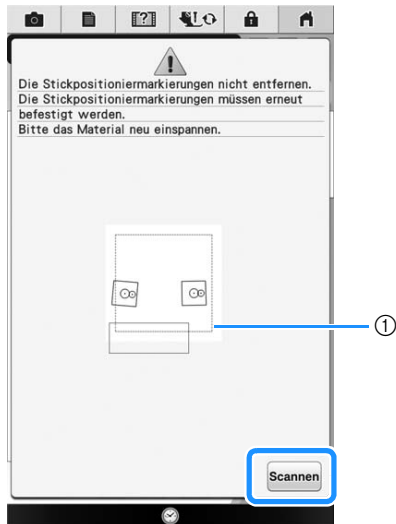 Die Stickpositioniermarkierungen nicht entfernen.
Die Stickpositioniermarkierungen müssen erneut
befestigt werden.
Bitte das Material neu einspannen.
①
Scannen